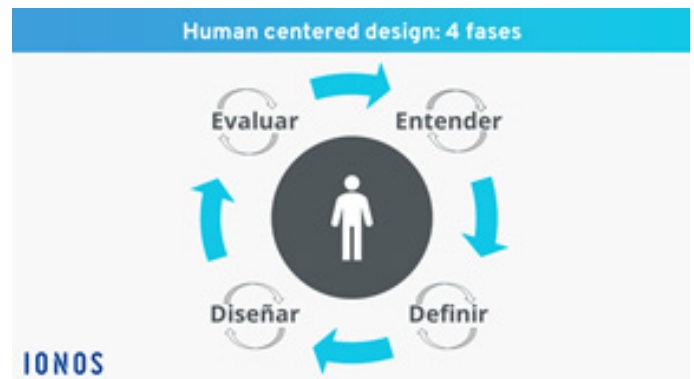 Human centered design: 4 fases
Evaluar
Entender
Diseñar
Definir
IONOS